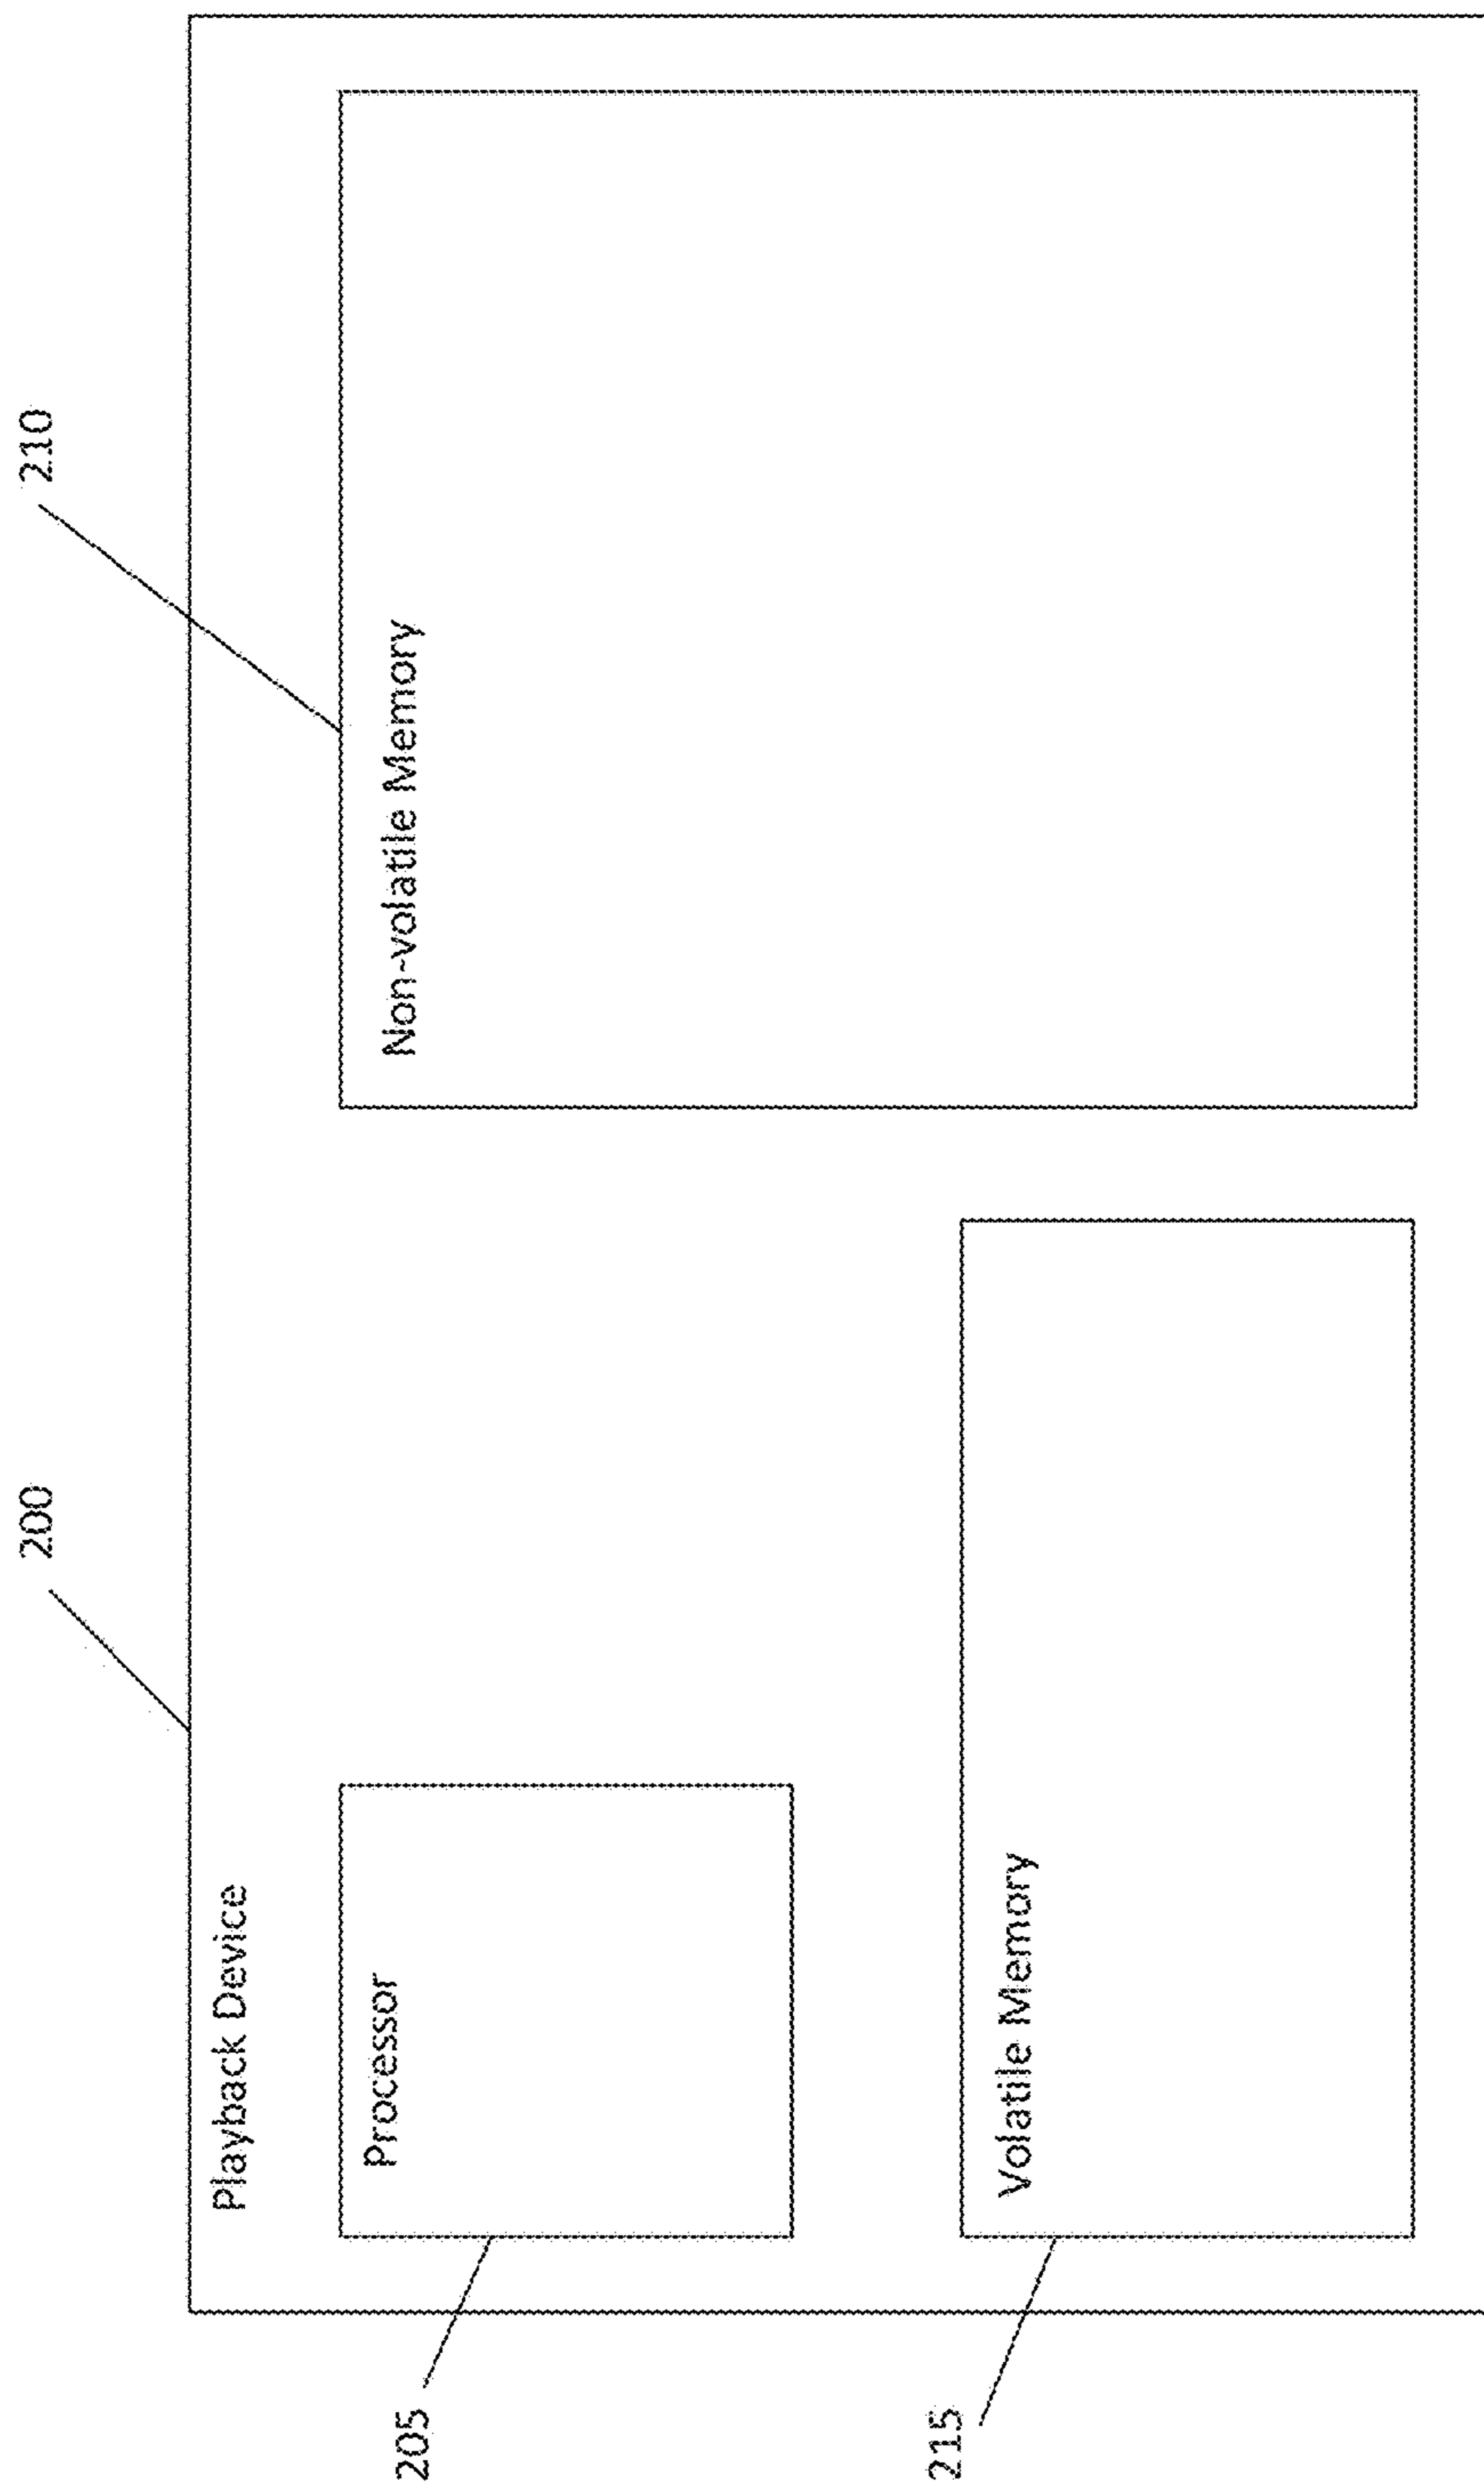 200
210
Playback Device
205
Processor
Non-volatile Memory
215
Volatile Memory